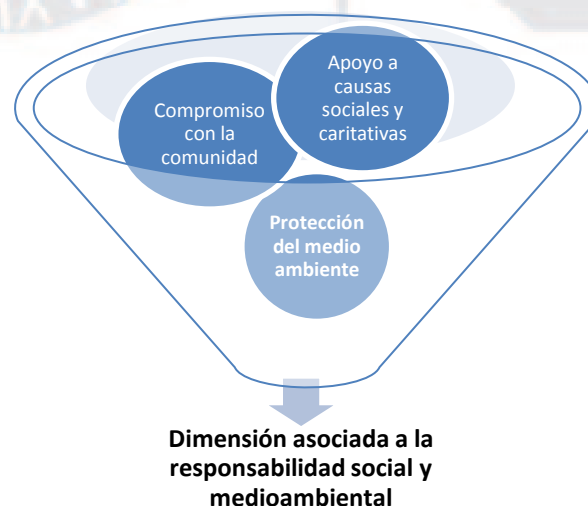 Apoyo a
causas
sociales y
caritativas
Compromiso
con la
comunidad
Protección
del medio
ambiente
Dimensión asociada a la
responsabilidad social y
medioambiental